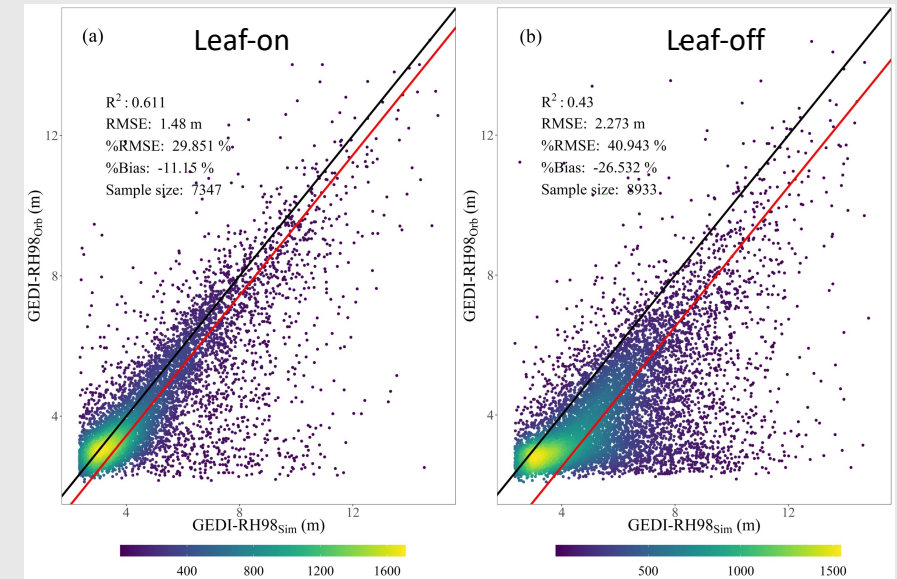 (a) Leaf-on
R²: 0.611
RMSE: 1.48 m
%RMSE: 29.851 %
%Bias: -11.15 %
Sample size: 7347
GEDI-RH98Orb (m)
12
8
4
4 8 12
GEDI-RH98Sim (m)
400 800 1200 1600
(b) Leaf-off
R²: 0.43
RMSE: 2.273 m
%RMSE: 40.943 %
%Bias: -26.532 %
Sample size: 8933
GEDI-RH98Orb (m)
12
8
4
4 8 12
GEDI-RH98Sim (m)
500 1000 1500